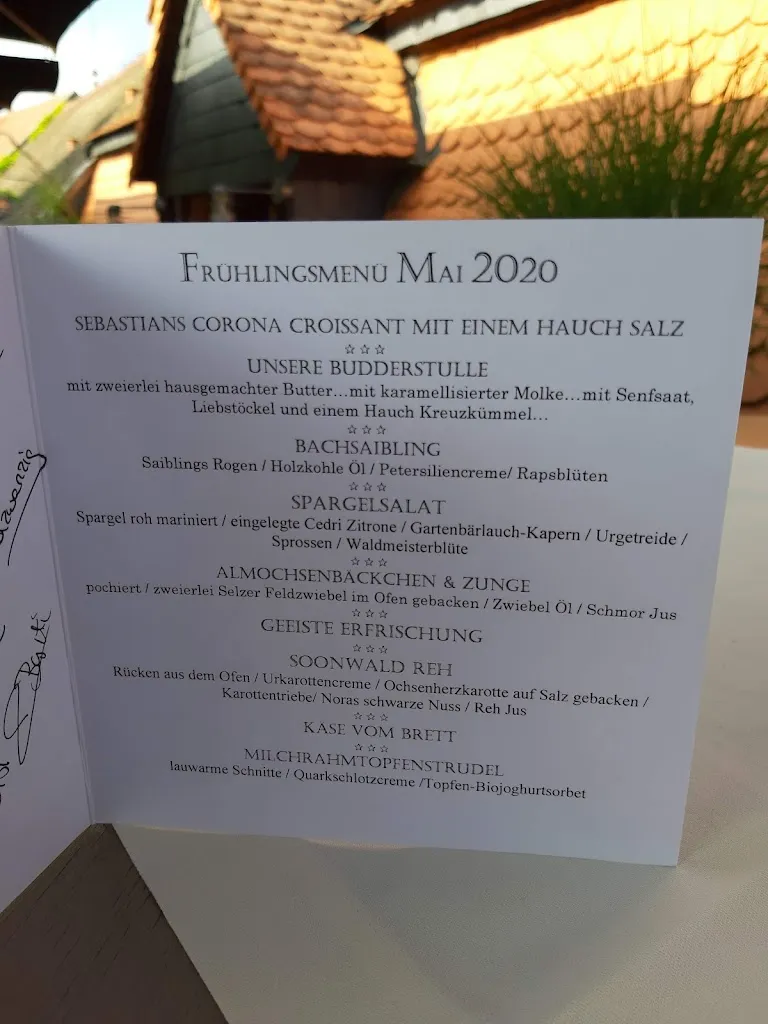 FRÜHLINGSMENÜ MAI 2020
SEBASTIANS CORONA CROISSANT MIT EINEM HAUCH SALZ
☆☆☆
UNSERE BUDDERSTULLE
mit zweierlei hausgemachter Butter…mit karamellisierter Molke…mit Senfsaat,
Liebstöckel und einem Hauch Kreuzkümmel…
☆☆☆
BACHSAIBLING
Saiblings Rogen / Holzkohle Öl / Petersiliencreme/ Rapsblüten
☆☆☆
SPARGELSALAT
Spargel roh mariniert / eingelegte Cedri Zitrone / Gartenbärlauch-Kapern / Urgetreide /
Sprossen / Waldmeisterblüte
☆☆☆
ALMOCHSENBÄCKCHEN & ZUNGE
pochiert / zweierlei Selzer Feldzwiebel im Ofen gebacken / Zwiebel Öl / Schmor Jus
☆☆☆
GEEISTE ERFRISCHUNG
☆☆☆
SOONWALD REH
Rücken aus dem Ofen / Urkarottencreme / Ochsenherzkarotte auf Salz gebacken /
Karottentriebe/ Noras schwarze Nuss / Reh Jus
☆☆☆
KÄSE VOM BRETT
☆☆☆
MILCHRAHMTOPFENSTRUDEL
lauwarme Schnitte / Quarkschlotzcreme /Topfen-Biojoghurtsorbet